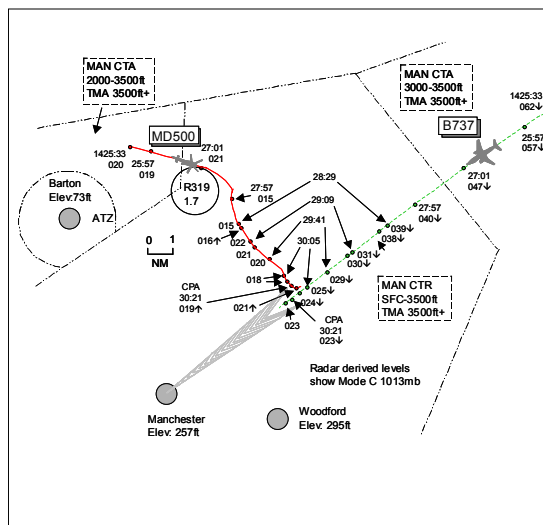 MAN CTA
2000-3500ft
TMA 3500ft+
MAN CTA
3000-3500ft
TMA 3500ft+
1425:33
062↓
MD500
B737
25:57
057↓
27:01
021
1425:33
020
25:57
019
Barton
Elev:73ft
ATZ
R319
1.7
27:57
015
28:29
27:01
047↓
27:57
040↓
0 1
NM
015
016↑
29:09
039↓
038↓
022
021
29:41
031↓
030↓
020
30:05
018
029↓
MAN CTR
SFC-3500ft
TMA 3500ft+
CPA
30:21
019↑
025↓
021↑
024↓
023
CPA
30:21
023↓
Radar derived levels
show Mode C 1013mb
Manchester
Elev: 257ft
Woodford
Elev: 295ft